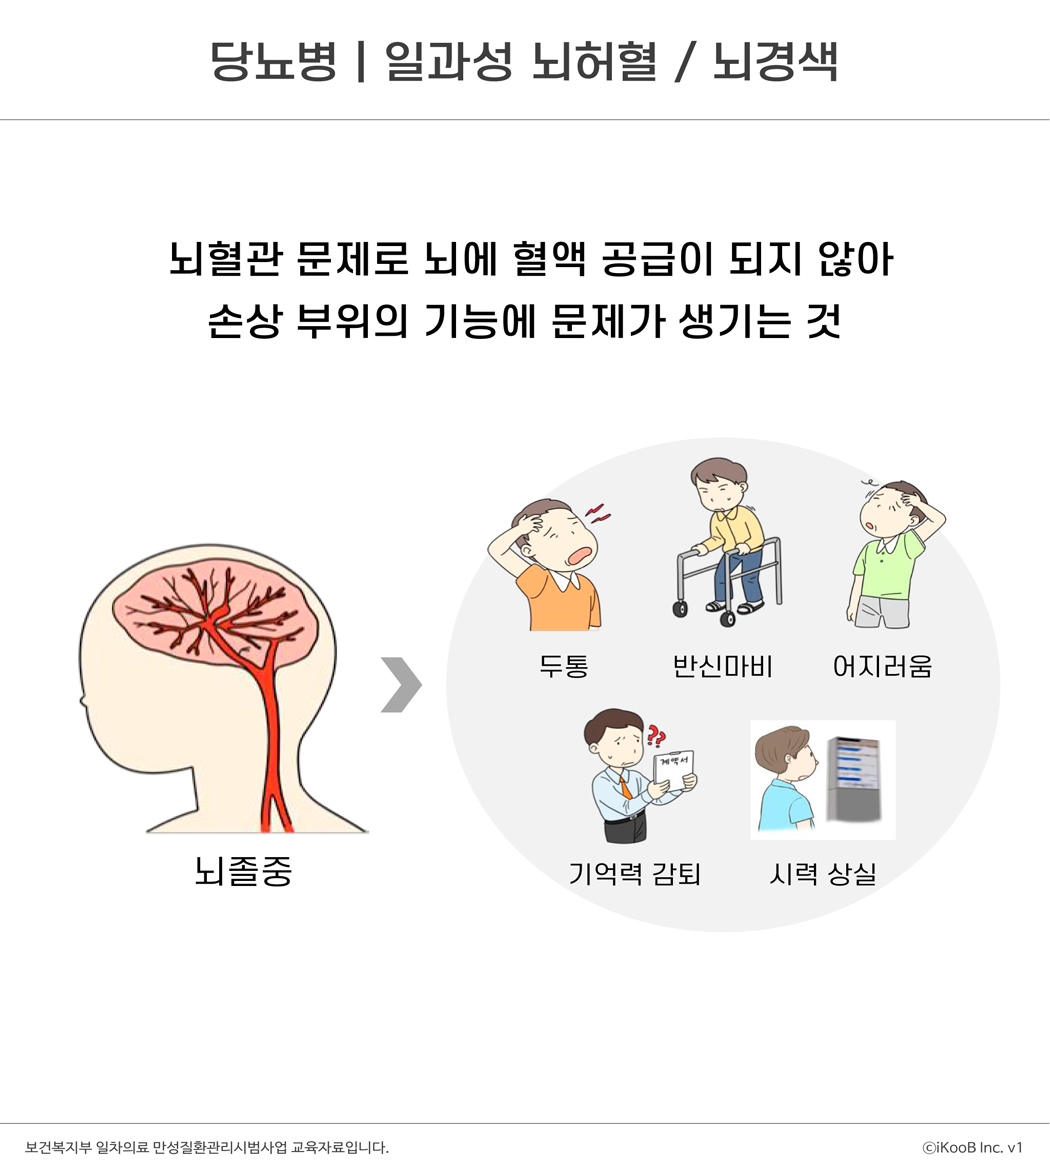 당뇨병 | 일과성 뇌허혈 / 뇌경색
뇌혈관 문제로 뇌에 혈액 공급이 되지 않아
손상 부위의 기능에 문제가 생기는 것
두통
반신마비
어지러움
??
계약서
기억력 감퇴
시력 상실
뇌졸중
보건복지부 일차의료 만성질환관리시범사업 교육자료입니다.
ⓒiKooB Inc. v1